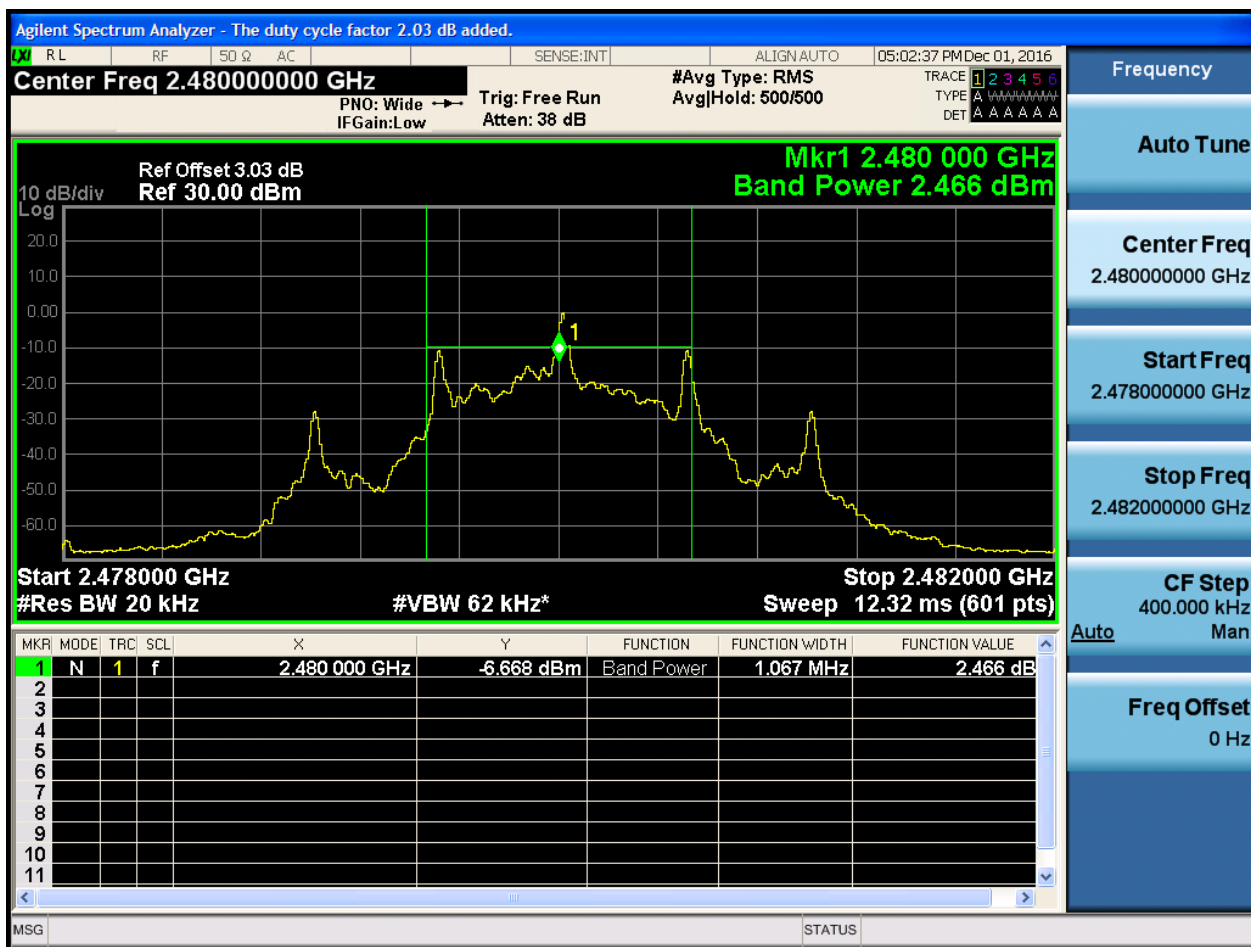 Agilent Spectrum Analyzer - The duty cycle factor 2.03 dB added.
LXI RL RF 50 Ω AC SENSE:INT ALIGN AUTO 05:02:37 PM Dec 01, 2016
Center Freq 2.480000000 GHz
PNO: Wide
IFGain:Low
Trig: Free Run
Atten: 38 dB
#Avg Type: RMS
Avg|Hold: 500/500
TRACE 1 2 3 4 5 6
TYPE A WWWWW
DET A A A A A A
Ref Offset 3.03 dB
10 dB/div Ref 30.00 dBm
Log
Mkr1 2.480 000 GHz
Band Power 2.466 dBm
20.0
10.0
0.00
-10.0
-20.0
-30.0
-40.0
-50.0
-60.0
1
Start 2.478000 GHz Stop 2.482000 GHz
#Res BW 20 kHz #VBW 62 kHz* Sweep 12.32 ms (601 pts)
MKR MODE TRC SCL X Y FUNCTION FUNCTION WIDTH FUNCTION VALUE
1 N 1 f 2.480 000 GHz -6.668 dBm Band Power 1.067 MHz 2.466 dB
2
3
4
5
6
7
8
9
10
11
MSG STATUS
Frequency
Auto Tune
Center Freq
2.480000000 GHz
Start Freq
2.478000000 GHz
Stop Freq
2.482000000 GHz
CF Step
400.000 kHz
Auto Man
Freq Offset
0 Hz